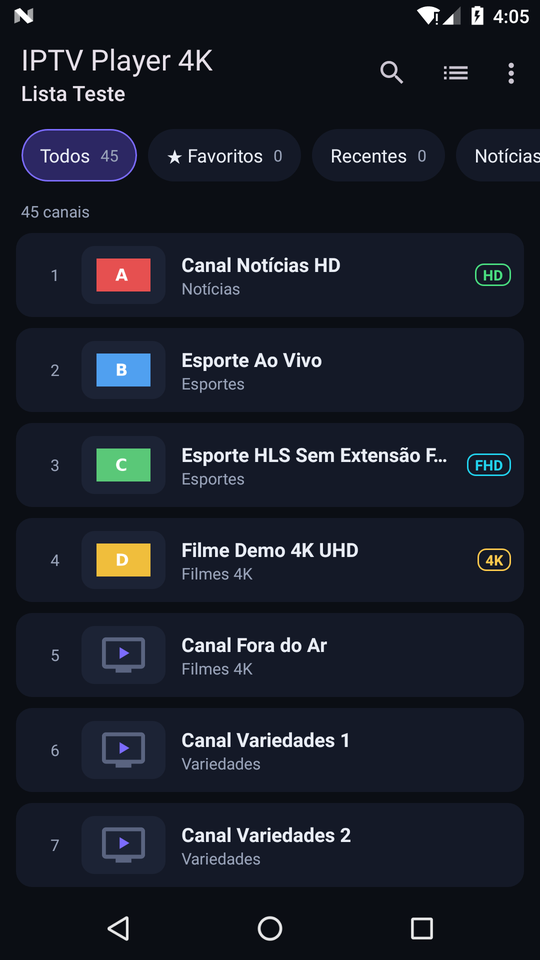 4:05
IPTV Player 4K
Lista Teste
Todos 45
★ Favoritos 0
Recentes 0
Notícias
45 canais
1
A
Canal Notícias HD
Notícias
HD
2
B
Esporte Ao Vivo
Esportes
3
C
Esporte HLS Sem Extensão F...
Esportes
FHD
4
D
Filme Demo 4K UHD
Filmes 4K
4K
5
Canal Fora do Ar
Filmes 4K
6
Canal Variedades 1
Variedades
7
Canal Variedades 2
Variedades